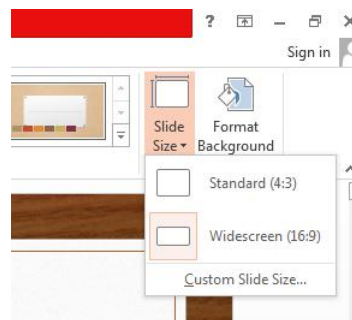 ?
Sign in
Slide Size
Format Background
Standard (4:3)
Widescreen (16:9)
Custom Slide Size...